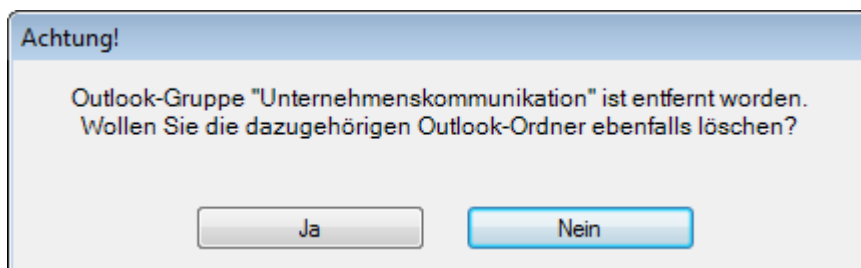 Achtung!
Outlook-Gruppe "Unternehmenskommunikation" ist entfernt worden.
Wollen Sie die dazugehörigen Outlook-Ordner ebenfalls löschen?
Ja Nein